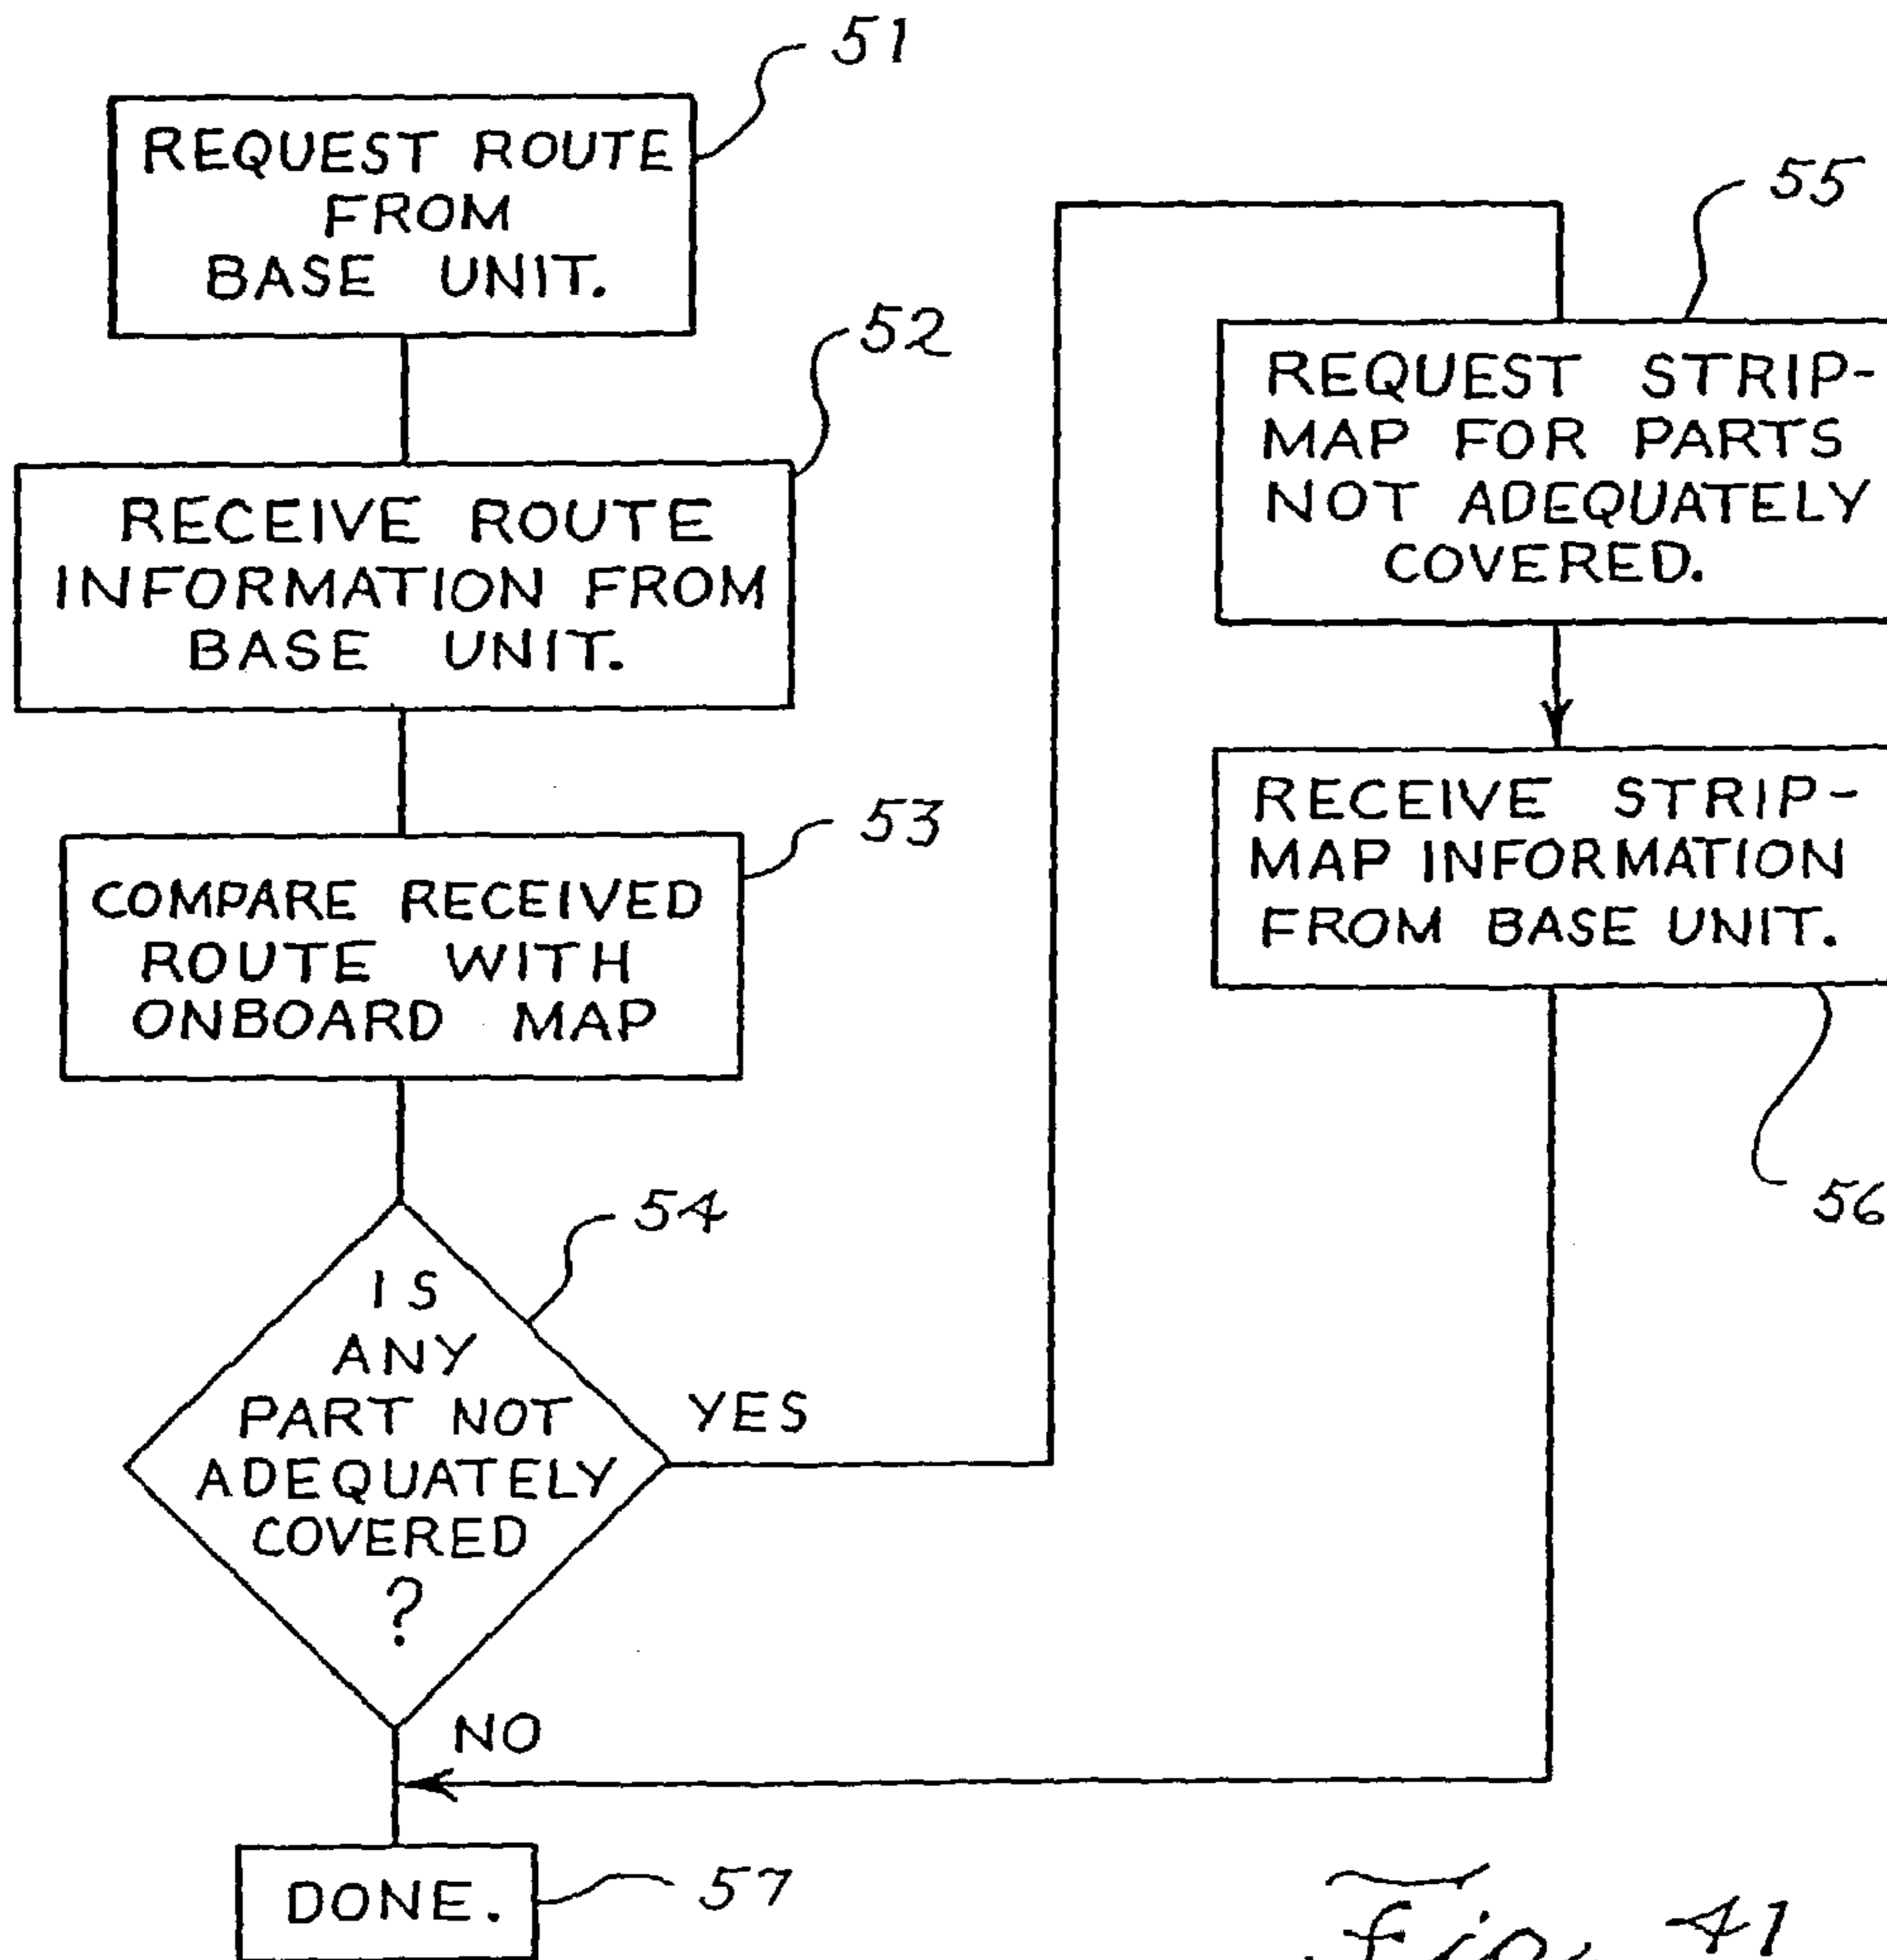 51
REQUEST ROUTE
FROM
BASE UNIT.
52
RECEIVE ROUTE
INFORMATION FROM
BASE UNIT.
53
COMPARE RECEIVED
ROUTE WITH
ONBOARD MAP
54
IS
ANY
PART NOT
ADEQUATELY
COVERED
?
YES
NO
55
REQUEST STRIP-
MAP FOR PARTS
NOT ADEQUATELY
COVERED.
RECEIVE STRIP-
MAP INFORMATION
FROM BASE UNIT.
56
DONE.
57
Fig. 41